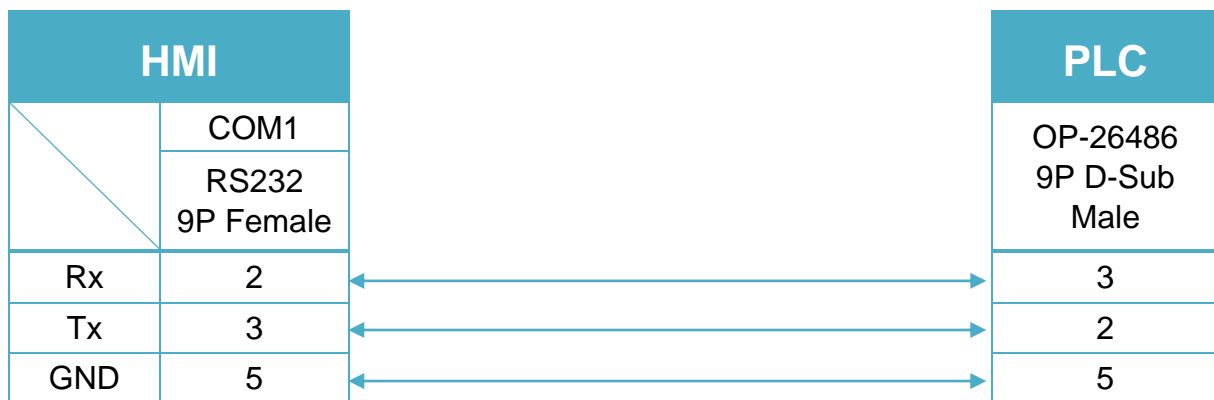 HMI
PLC
COM1
RS232
9P Female
OP-26486
9P D-Sub
Male
Rx 2 3
Tx 3 2
GND 5 5